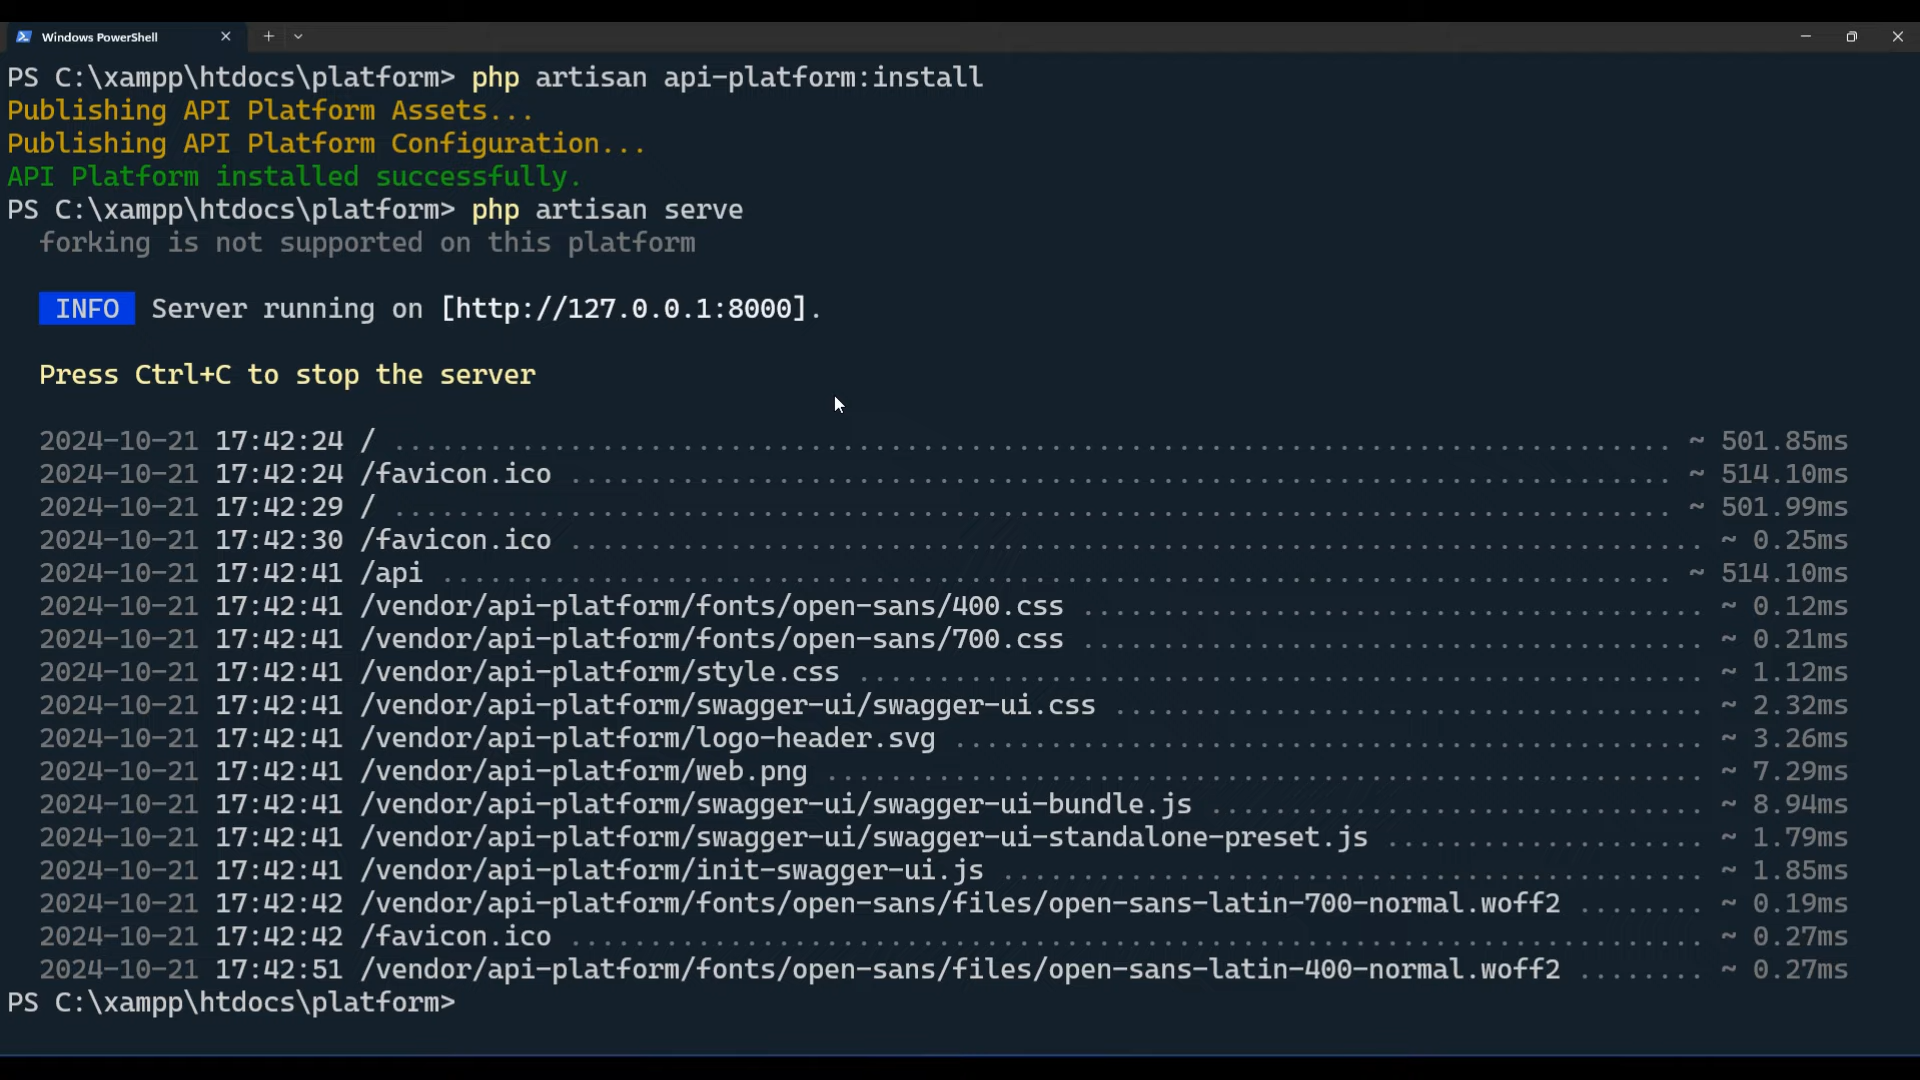 Windows PowerShell
PS C:\xampp\htdocs\platform> php artisan api-platform:install
Publishing API Platform Assets...
Publishing API Platform Configuration...
API Platform installed successfully.
PS C:\xampp\htdocs\platform> php artisan serve
forking is not supported on this platform
INFO Server running on [http://127.0.0.1:8000].
Press Ctrl+C to stop the server
2024-10-21 17:42:24 / ................................................................................ ~ 501.85ms
2024-10-21 17:42:24 /favicon.ico ..................................................................... ~ 514.10ms
2024-10-21 17:42:29 / ................................................................................ ~ 501.99ms
2024-10-21 17:42:30 /favicon.ico ....................................................................... ~ 0.25ms
2024-10-21 17:42:41 /api ............................................................................. ~ 514.10ms
2024-10-21 17:42:41 /vendor/api-platform/fonts/open-sans/400.css ....................................... ~ 0.12ms
2024-10-21 17:42:41 /vendor/api-platform/fonts/open-sans/700.css ....................................... ~ 0.21ms
2024-10-21 17:42:41 /vendor/api-platform/style.css ..................................................... ~ 1.12ms
2024-10-21 17:42:41 /vendor/api-platform/swagger-ui/swagger-ui.css ..................................... ~ 2.32ms
2024-10-21 17:42:41 /vendor/api-platform/logo-header.svg ............................................... ~ 3.26ms
2024-10-21 17:42:41 /vendor/api-platform/web.png ....................................................... ~ 7.29ms
2024-10-21 17:42:41 /vendor/api-platform/swagger-ui/swagger-ui-bundle.js ............................... ~ 8.94ms
2024-10-21 17:42:41 /vendor/api-platform/swagger-ui/swagger-ui-standalone-preset.js .................... ~ 1.79ms
2024-10-21 17:42:41 /vendor/api-platform/init-swagger-ui.js ............................................ ~ 1.85ms
2024-10-21 17:42:42 /vendor/api-platform/fonts/open-sans/files/open-sans-latin-700-normal.woff2 ........ ~ 0.19ms
2024-10-21 17:42:42 /favicon.ico ....................................................................... ~ 0.27ms
2024-10-21 17:42:51 /vendor/api-platform/fonts/open-sans/files/open-sans-latin-400-normal.woff2 ........ ~ 0.27ms
PS C:\xampp\htdocs\platform>